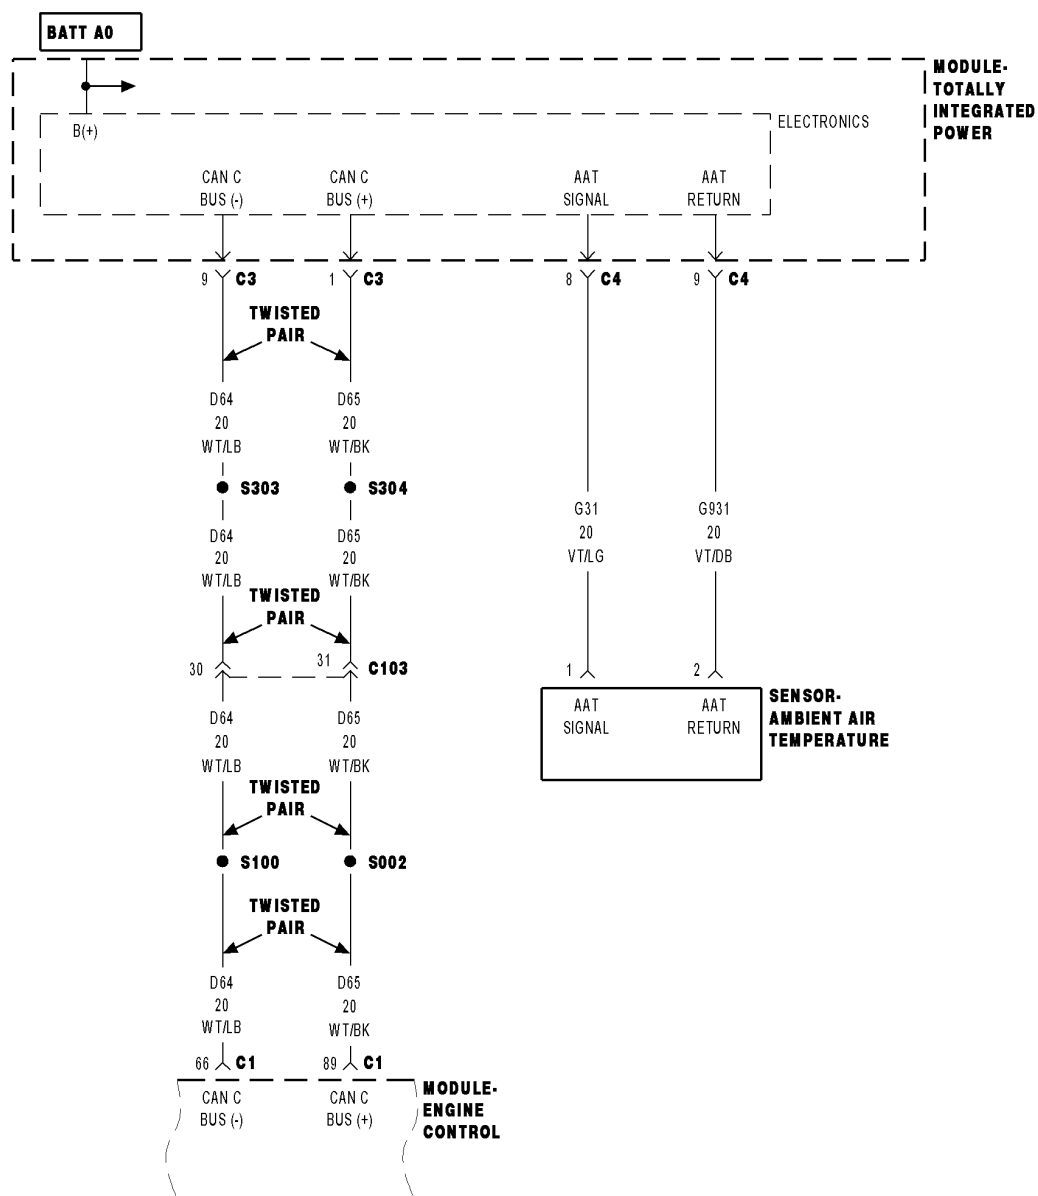 BATT A0
MODULE-
TOTALLY
INTEGRATED
POWER
B(+)
ELECTRONICS
CAN C
BUS (-)
CAN C
BUS (+)
AAT
SIGNAL
AAT
RETURN
9
C3
1
C3
8
C4
9
C4
TWISTED
PAIR
D64
20
WT/LB
D65
20
WT/BK
S303
S304
G31
20
VT/LG
G931
20
VT/DB
D64
20
WT/LB
D65
20
WT/BK
TWISTED
PAIR
30
31
C103
1
2
AAT
SIGNAL
AAT
RETURN
SENSOR-
AMBIENT AIR
TEMPERATURE
D64
20
WT/LB
D65
20
WT/BK
TWISTED
PAIR
S100
S002
TWISTED
PAIR
D64
20
WT/LB
D65
20
WT/BK
66
C1
89
C1
CAN C
BUS (-)
CAN C
BUS (+)
MODULE-
ENGINE
CONTROL